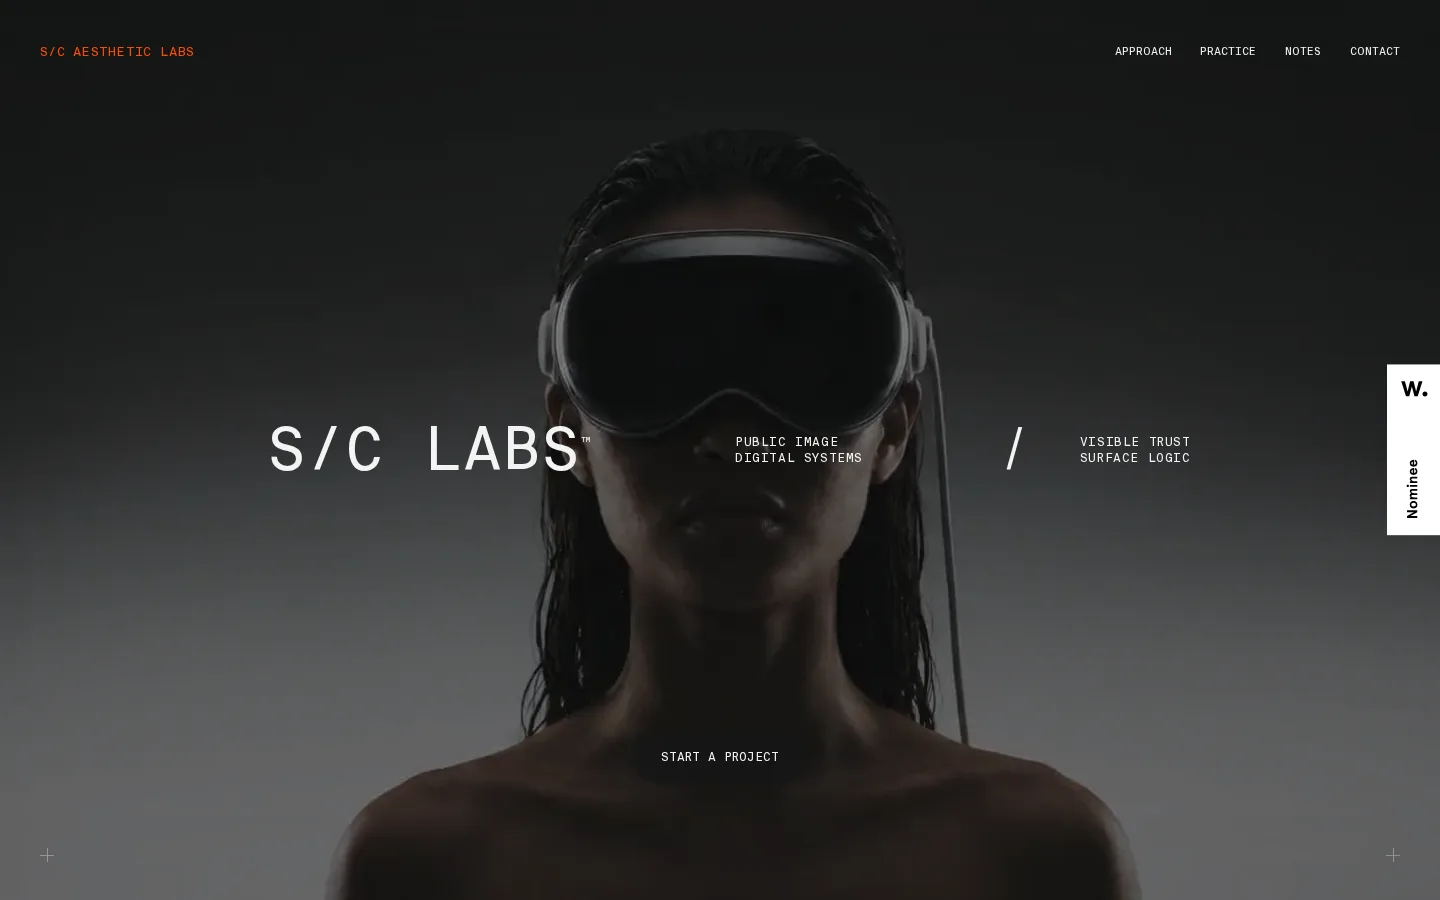 S/C AESTHETIC LABS
APPROACH
PRACTICE
NOTES
CONTACT
S/C LABS™
PUBLIC IMAGE
DIGITAL SYSTEMS
/
VISIBLE TRUST
SURFACE LOGIC
W.
Nominee
START A PROJECT